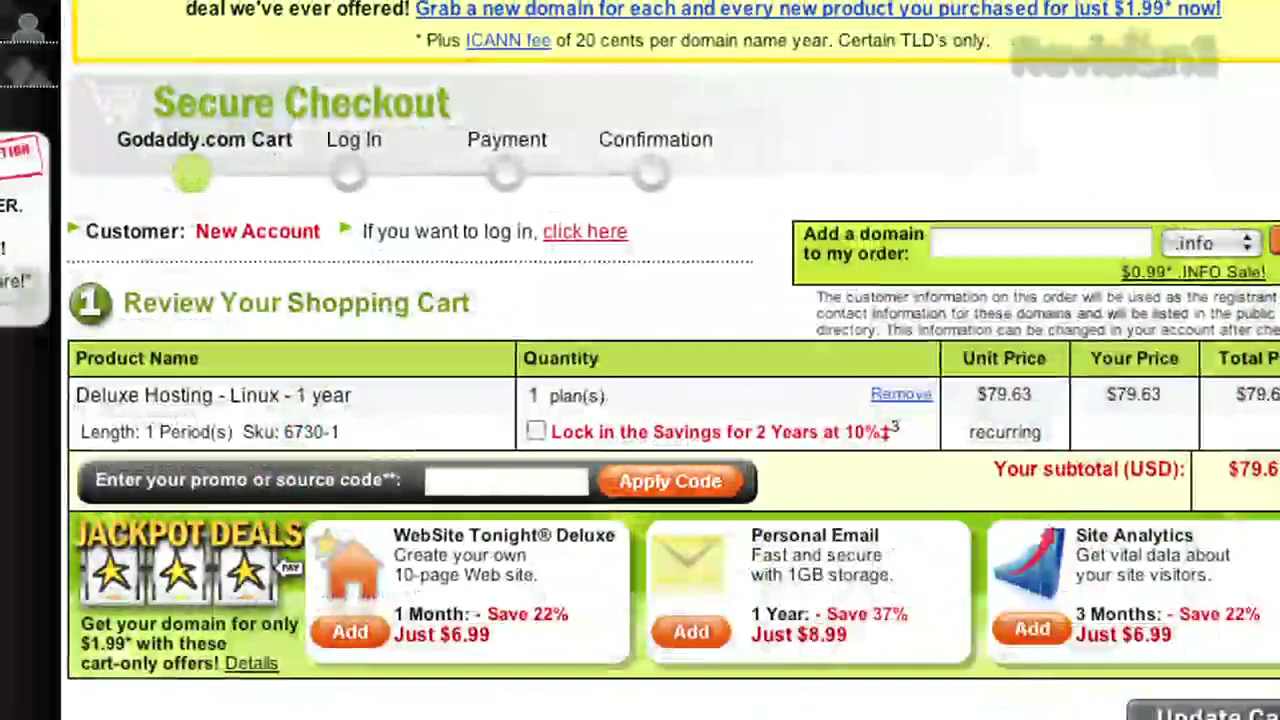 deal we've ever offered! Grab a new domain for each and every new product you purchased for just $1.99* now!
* Plus ICANN fee of 20 cents per domain name year. Certain TLD's only.
Secure Checkout
Godaddy.com Cart Log In Payment Confirmation
ER.
Customer: New Account If you want to log in, click here
Add a domain
to my order:
.info
$0.99* .INFO Sale!
1 Review Your Shopping Cart
The customer information on this order will be used as the registrant
contact information for these domains and will be listed in the public
directory. This information can be changed in your account after che
Product Name Quantity Unit Price Your Price Total P
Deluxe Hosting - Linux - 1 year 1 plan(s) Remove $79.63 $79.63 $79.6
Length: 1 Period(s) Sku: 6730-1 Lock in the Savings for 2 Years at 10%‡3 recurring
Enter your promo or source code**: Apply Code Your subtotal (USD): $79.6
JACKPOT DEALS
PAY
Get your domain for only
$1.99* with these
cart-only offers! Details
WebSite Tonight® Deluxe
Create your own
10-page Web site.
1 Month: - Save 22%
Add Just $6.99
Personal Email
Fast and secure
with 1GB storage.
1 Year: - Save 37%
Add Just $8.99
Site Analytics
Get vital data about
your site visitors.
3 Months: - Save 22%
Add Just $6.99